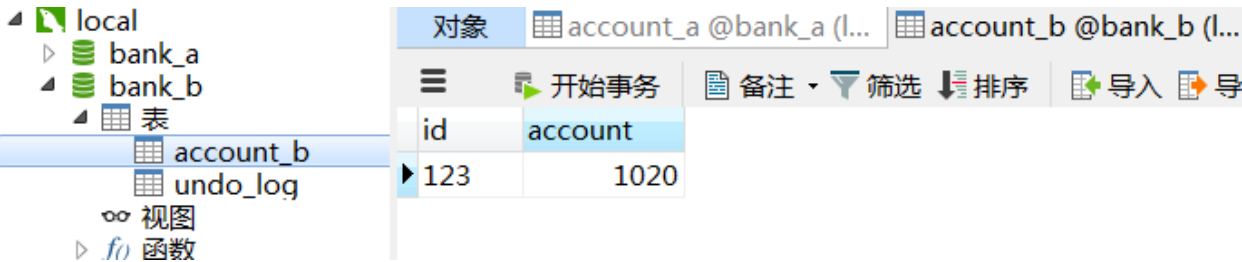 local
bank_a
bank_b
表
account_b
undo_log
视图
f() 函数
对象 account_a @bank_a (l... account_b @bank_b (l...
开始事务 备注 筛选 排序 导入 导
id account
123 1020